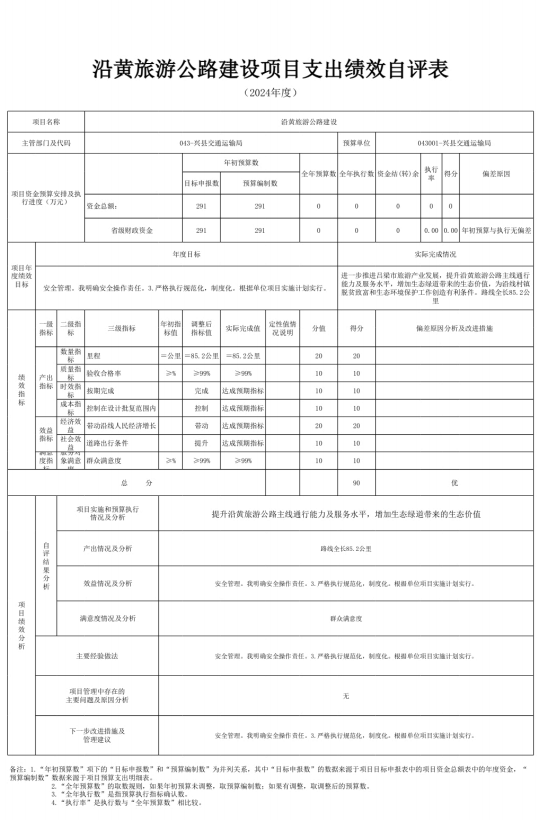 沿黄旅游公路建设项目支出绩效自评表
（2024年度）
项目名称 沿黄旅游公路建设
主管部门及代码 043-兴县交通运输局 预算单位 043001-兴县交通运输局
项目资金预算安排及执行进度（万元） 年初预算数 全年预算数 全年执行数 资金结(转)余 执行率 得分 偏差原因
目标申报数 预算编制数
资金总额： 291 291 0 0 0 0 0
省级财政资金 291 291 0 0 0 0.00 0.00 年初预算与执行无偏差
项目年度绩效目标 年度目标 实际完成情况
安全管理。我明确安全操作责任。3.严格执行规范化，制度化。根据单位项目实施计划实行。
进一步推进吕梁市旅游产业发展，提升沿黄旅游公路主线通行
能力及服务水平，增加生态绿道带来的生态价值，为沿线村镇
脱贫致富和生态环境保护工作创造有利条件。路线全长85.2公
里
绩效指标 一级指标 二级指标 三级指标 年初指标值 调整后指标值 实际完成值 定性值情况说明 分值 得分 偏差原因分析及改进措施
产出指标 数量指标 里程 ＝公里 ＝85.2公里 ＝85.2公里 20 20
质量指标 验收合格率 ≥% ≥99% ≥99% 10 10
时效指标 按期完成 完成 达成预期指标 10 10
成本指标 控制在设计批复范围内 控制 达成预期指标 10 10
效益指标 经济效益 带动沿线人民经济增长 带动 达成预期指标 20 20
社会效益 道路出行条件 提升 达成预期指标 10 10
满意度指标 服务对象满意度 群众满意度 ≥% ≥99% ≥99% 10 10
总 分 90 优
项目绩效分析 自评结果分析 项目实施和预算执行情况及分析 提升沿黄旅游公路主线通行能力及服务水平，增加生态绿道带来的生态价值
产出情况及分析 路线全长85.2公里
效益情况及分析 安全管理。我明确安全操作责任。3.严格执行规范化，制度化。根据单位项目实施计划实行。
满意度情况及分析 群众满意度
主要经验做法 安全管理。我明确安全操作责任。3.严格执行规范化，制度化。根据单位项目实施计划实行。
项目管理中存在的主要问题及原因分析 无
下一步改进措施及管理建议 安全管理。我明确安全操作责任。3.严格执行规范化，制度化。根据单位项目实施计划实行。
备注：1.“年初预算数”项下的“目标申报数”和“预算编制数”为并列关系，其中“目标申报数”的数据来源于项目目标申报表中的项目资金总额表中的年度资金，“
预算编制数”数据来源于项目预算支出明细表。
2.“全年预算数”的取数规则，如果年初预算未调整，取预算编制数；如果有调整，取调整后的预算数。
3.“全年执行数”是指预算执行指标确认数。
4.“执行率”是执行数与“全年预算数”相比较。